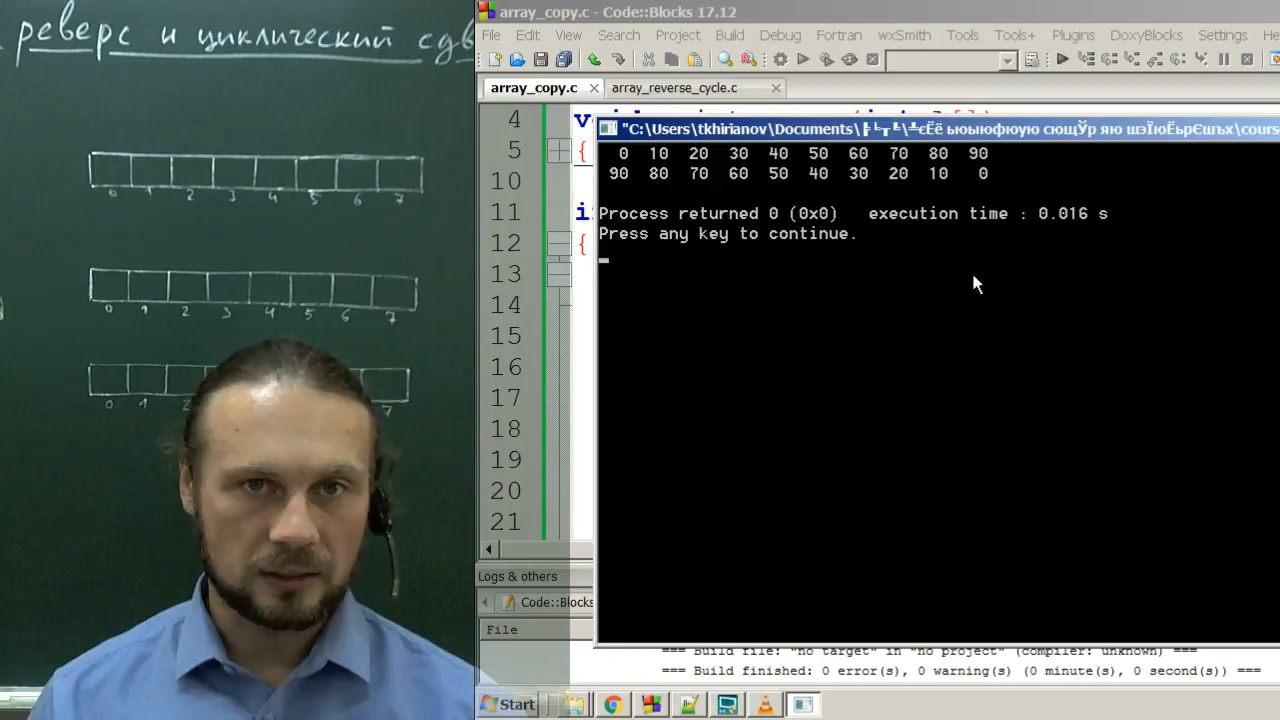 реверс и циклический сдв
0 1 2 3 4 5 6 7
0 1 2 3 4 5 6 7
0 1 2 7
array_copy.c - Code::Blocks 17.12
File Edit View Search Project Build Debug Fortran wxSmith Tools Tools+ Plugins DoxyBlocks Settings
array_copy.c array_reverse_cycle.c
4
5 {
10
11
12 {
13
14
15
16
17
18
19
20
21
"C:\Users\tkhirianov\Documents\
0 10 20 30 40 50 60 70 80 90
90 80 70 60 50 40 30 20 10 0
Process returned 0 (0x0) execution time : 0.016 s
Press any key to continue.
Logs & others
Code::Blocks
File
=== Build file: "no target" in "no project" (compiler: unknown) ===
=== Build finished: 0 error(s), 0 warning(s) (0 minute(s), 0 second(s)) ===
Start